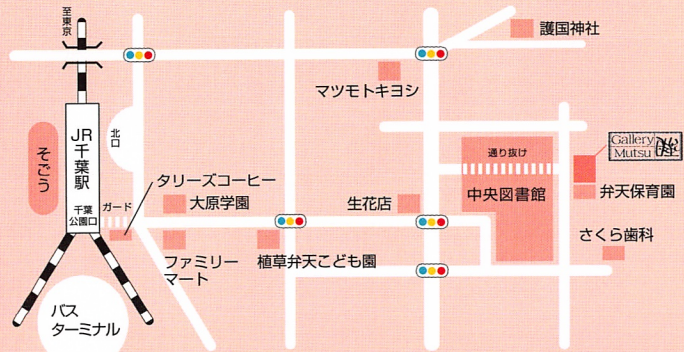 至東京
護国神社
マツモトキヨシ
北口
JR千葉駅
そごう
千葉
公園口
ガード
タリーズコーヒー
大原学園
生花店
通り抜け
中央図書館
Gallery
Mutsu
弁天保育園
さくら歯科
ファミリー
マート
植草弁天こども園
バス
ターミナル